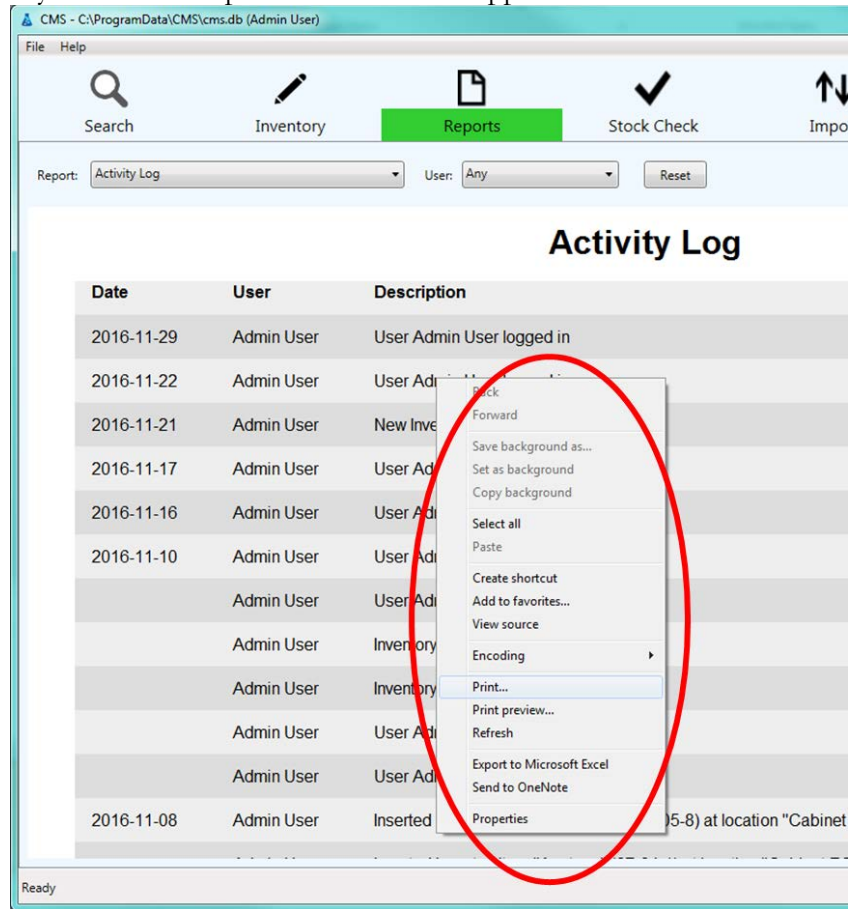 CMS - C:\ProgramData\CMS\cms.db (Admin User)
File Help
Search Inventory Reports Stock Check Impo
Report: Activity Log User: Any Reset
Activity Log
Date User Description
2016-11-29 Admin User User Admin User logged in
2016-11-22 Admin User User Adm
Back
Forward
2016-11-21 Admin User New Inve
Save background as...
2016-11-17 Admin User User Ad
Set as background
Copy background
2016-11-16 Admin User User Adm
Select all
Paste
2016-11-10 Admin User User Adm
Create shortcut
Admin User User Adm
Add to favorites...
View source
Admin User Inventory
Encoding
Admin User Inventory
Print...
Print preview...
Admin User User Adm
Refresh
Export to Microsoft Excel
Admin User User Adm
Send to OneNote
2016-11-08 Admin User Inserted
Properties
05-8) at location "Cabinet
Ready